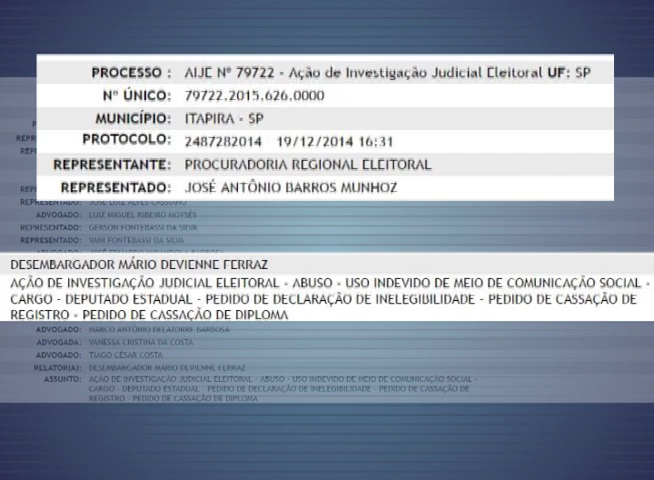 PROCESSO : AIJE Nº 79722 - Ação de Investigação Judicial Eleitoral UF: SP
Nº ÚNICO: 79722.2015.626.0000
MUNICÍPIO: ITAPIRA - SP
PROTOCOLO: 2487282014 - 19/12/2014 16:31
REPRESENTANTE: PROCURADORIA REGIONAL ELEITORAL
REPRESENTADO: JOSÉ ANTÔNIO BARROS MUNHOZ
REPRESENTADO: JOSÉ LUIZ ALVES CASSIANO
ADVOGADO: LUIZ MIGUEL RIBEIRO MOYSÉS
REPRESENTADO: GERSON FONTEBASSI DA SILVA
REPRESENTADO: VANI FONTEBASSI DA SILVA
DESEMBARGADOR MÁRIO DEVIENNE FERRAZ
AÇÃO DE INVESTIGAÇÃO JUDICIAL ELEITORAL - ABUSO - USO INDEVIDO DE MEIO DE COMUNICAÇÃO SOCIAL -
CARGO - DEPUTADO ESTADUAL - PEDIDO DE DECLARAÇÃO DE INELEGIBILIDADE - PEDIDO DE CASSAÇÃO DE
REGISTRO - PEDIDO DE CASSAÇÃO DE DIPLOMA
ADVOGADO: MARCO ANTÔNIO DELATORRE BARBOSA
ADVOGADA: VANESSA CRISTINA DA COSTA
ADVOGADO: TIAGO CÉSAR COSTA
RELATOR(A): DESEMBARGADOR MÁRIO DEVIENNE FERRAZ
ASSUNTO: AÇÃO DE INVESTIGAÇÃO JUDICIAL ELEITORAL - ABUSO - USO INDEVIDO DE MEIO DE COMUNICAÇÃO SOCIAL -
CARGO - DEPUTADO ESTADUAL - PEDIDO DE DECLARAÇÃO DE INELEGIBILIDADE - PEDIDO DE CASSAÇÃO DE
REGISTRO - PEDIDO DE CASSAÇÃO DE DIPLOMA